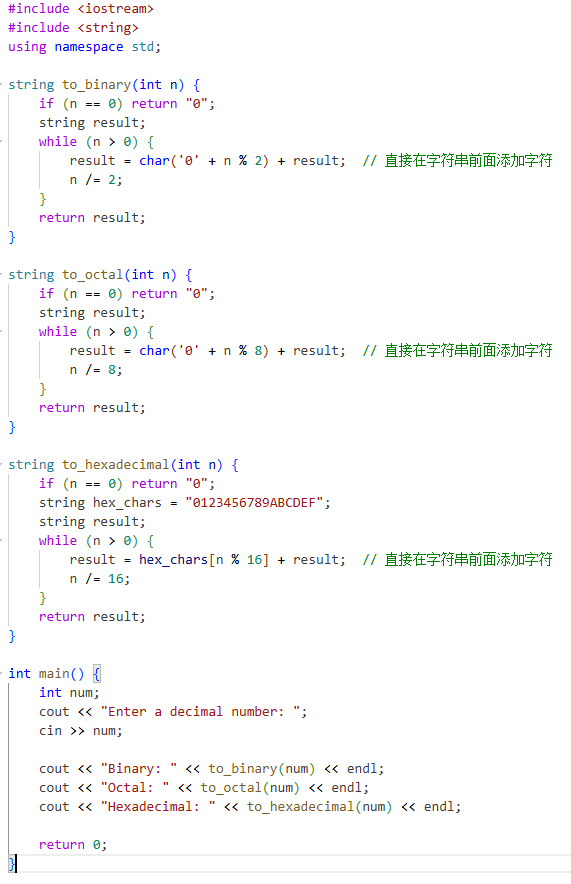 #include <iostream>
#include <string>
using namespace std;

string to_binary(int n) {
    if (n == 0) return "0";
    string result;
    while (n > 0) {
        result = char('0' + n % 2) + result;  // 直接在字符串前面添加字符
        n /= 2;
    }
    return result;
}

string to_octal(int n) {
    if (n == 0) return "0";
    string result;
    while (n > 0) {
        result = char('0' + n % 8) + result;  // 直接在字符串前面添加字符
        n /= 8;
    }
    return result;
}

string to_hexadecimal(int n) {
    if (n == 0) return "0";
    string hex_chars = "0123456789ABCDEF";
    string result;
    while (n > 0) {
        result = hex_chars[n % 16] + result;  // 直接在字符串前面添加字符
        n /= 16;
    }
    return result;
}

int main() {
    int num;
    cout << "Enter a decimal number: ";
    cin >> num;

    cout << "Binary: " << to_binary(num) << endl;
    cout << "Octal: " << to_octal(num) << endl;
    cout << "Hexadecimal: " << to_hexadecimal(num) << endl;

    return 0;
}